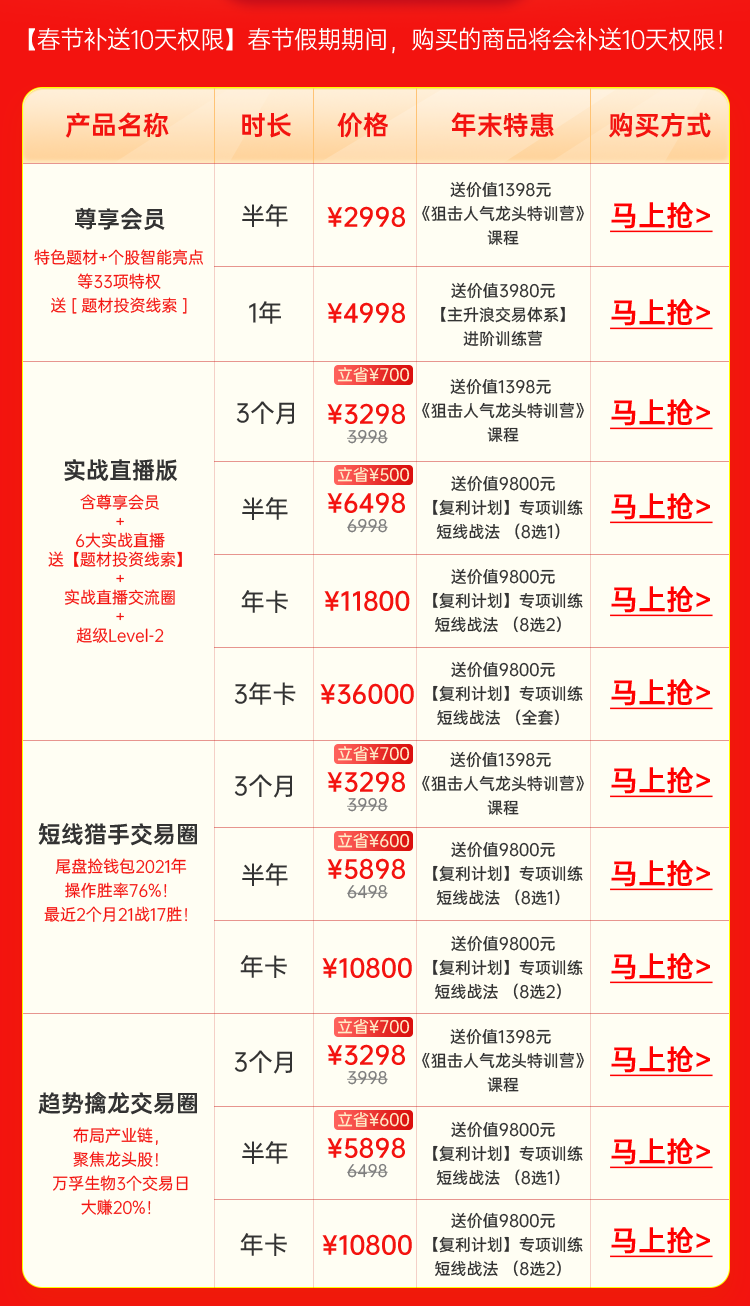 【春节补送10天权限】春节假期期间，购买的商品将会补送10天权限！
产品名称
时长
价格
年末特惠
购买方式
尊享会员
特色题材+个股智能亮点
等33项特权
送 [ 题材投资线索 ]
半年
¥2998
送价值1398元
《狙击人气龙头特训营》
课程
马上抢>
1年
¥4998
送价值3980元
【主升浪交易体系】
进阶训练营
马上抢>
实战直播版
含尊享会员
+
6大实战直播
送【题材投资线索】
+
实战直播交流圈
+
超级Level-2
3个月
立省¥700
¥3298
3998
送价值1398元
《狙击人气龙头特训营》
课程
马上抢>
半年
立省¥500
¥6498
6998
送价值9800元
【复利计划】专项训练
短线战法 （8选1）
马上抢>
年卡
¥11800
送价值9800元
【复利计划】专项训练
短线战法 （8选2）
马上抢>
3年卡
¥36000
送价值9800元
【复利计划】专项训练
短线战法 （全套）
马上抢>
短线猎手交易圈
尾盘捡钱包2021年
操作胜率76%！
最近2个月21战17胜！
3个月
立省¥700
¥3298
3998
送价值1398元
《狙击人气龙头特训营》
课程
马上抢>
半年
立省¥600
¥5898
6498
送价值9800元
【复利计划】专项训练
短线战法 （8选1）
马上抢>
年卡
¥10800
送价值9800元
【复利计划】专项训练
短线战法 （8选2）
马上抢>
趋势擒龙交易圈
布局产业链，
聚焦龙头股！
万孚生物3个交易日
大赚20%！
3个月
立省¥700
¥3298
3998
送价值1398元
《狙击人气龙头特训营》
课程
马上抢>
半年
立省¥600
¥5898
6498
送价值9800元
【复利计划】专项训练
短线战法 （8选1）
马上抢>
年卡
¥10800
送价值9800元
【复利计划】专项训练
短线战法 （8选2）
马上抢>